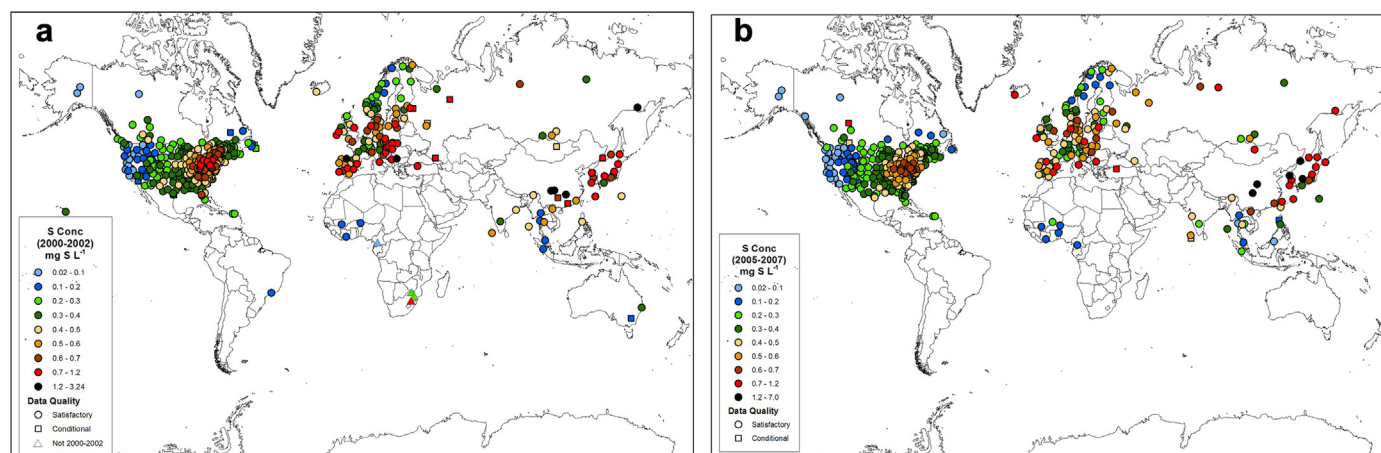 a
S Conc
(2000-2002)
mg S L-1
0.02 - 0.1
0.1 - 0.2
0.2 - 0.3
0.3 - 0.4
0.4 - 0.5
0.5 - 0.6
0.6 - 0.7
0.7 - 1.2
1.2 - 3.24
Data Quality
Satisfactory
Conditional
Not 2000-2002
b
S Conc
(2005-2007)
mg S L-1
0.02 - 0.1
0.1 - 0.2
0.2 - 0.3
0.3 - 0.4
0.4 - 0.5
0.5 - 0.6
0.6 - 0.7
0.7 - 1.2
1.2 - 7.0
Data Quality
Satisfactory
Conditional